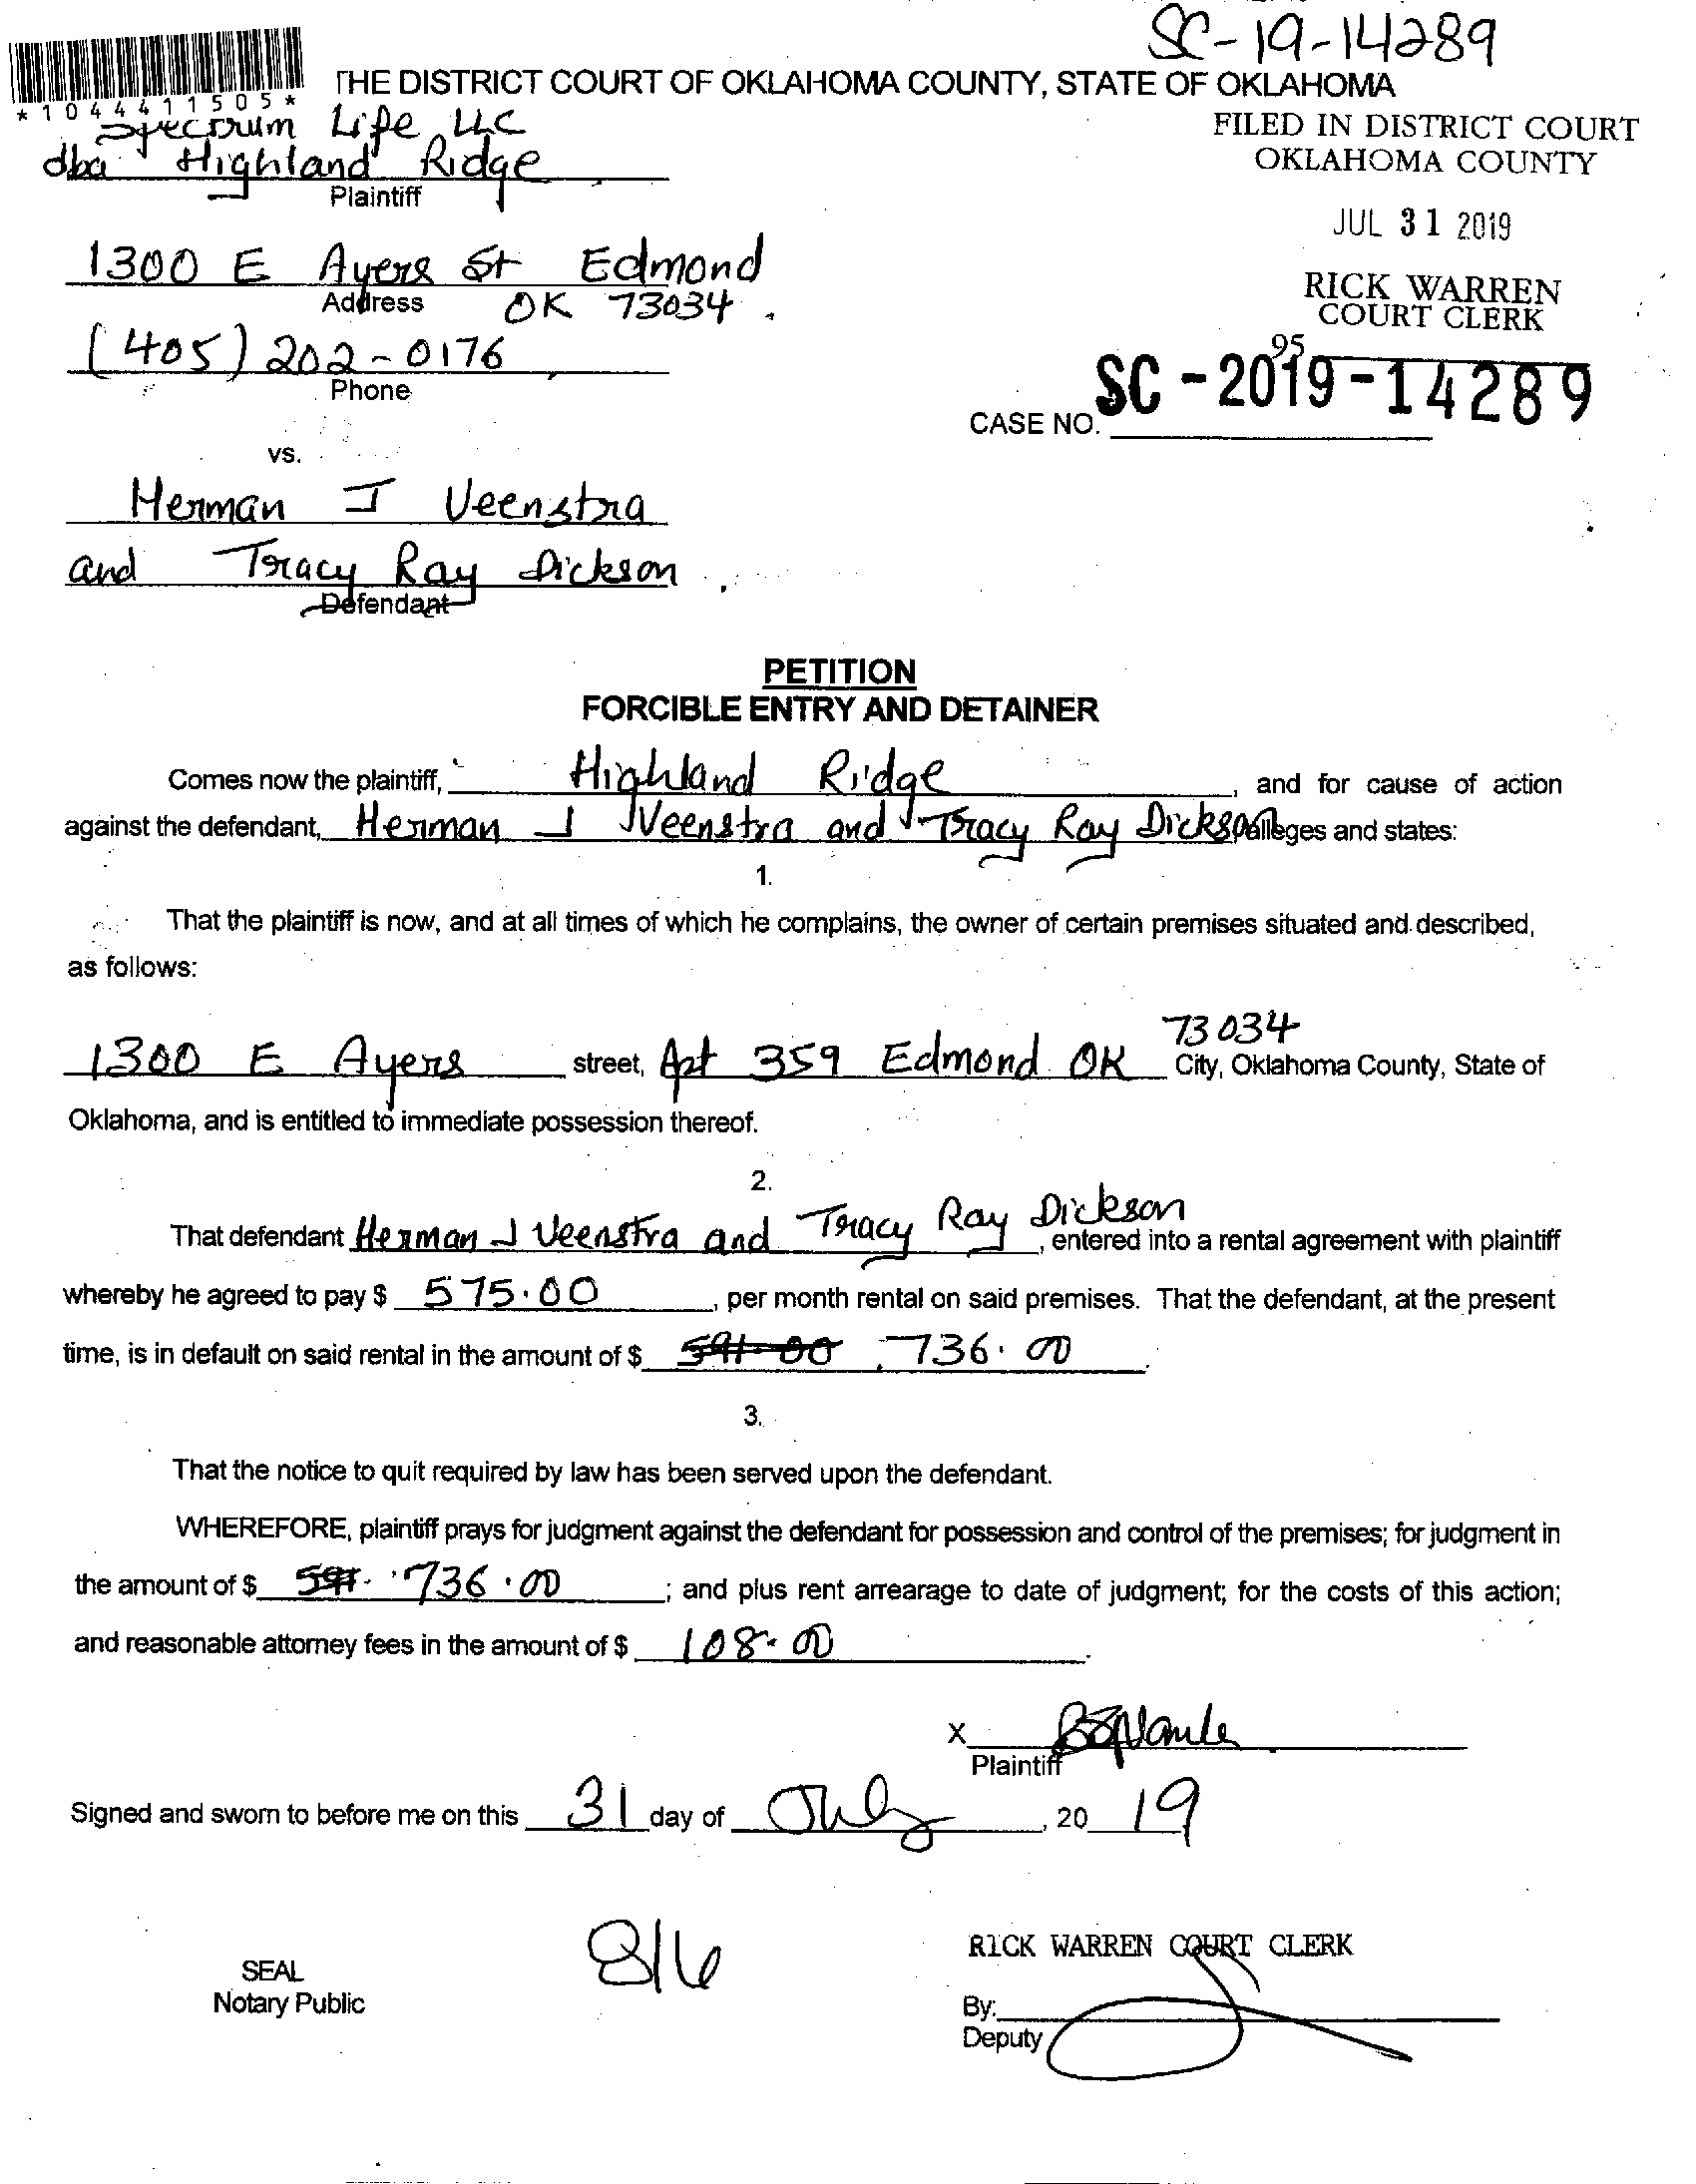 SC-19-14289
THE DISTRICT COURT OF OKLAHOMA COUNTY, STATE OF OKLAHOMA
*1044411505*
Spectrum Life LLC
dba Highland Ridge
Plaintiff
FILED IN DISTRICT COURT
OKLAHOMA COUNTY
JUL 31 2019
RICK WARREN
COURT CLERK
95
1300 E Ayers St Edmond
Address OK 73034
(405) 202-0176
Phone
CASE NO. SC-2019-14289
vs.
Herman J Veenstra
and Tracy Ray Dickson
Defendant
PETITION
FORCIBLE ENTRY AND DETAINER
Comes now the plaintiff, Highland Ridge, and for cause of action
against the defendant, Herman J Veenstra and Tracy Ray Dickson alleges and states:
1.
That the plaintiff is now, and at all times of which he complains, the owner of certain premises situated and described,
as follows:
73034
1300 E Ayers street, Apt 359 Edmond OK City, Oklahoma County, State of
Oklahoma, and is entitled to immediate possession thereof.
2.
That defendant Herman J Veenstra and Tracy Ray Dickson, entered into a rental agreement with plaintiff
whereby he agreed to pay $ 575.00, per month rental on said premises. That the defendant, at the present
time, is in default on said rental in the amount of $ 591.00 736.00.
3.
That the notice to quit required by law has been served upon the defendant.
WHEREFORE, plaintiff prays for judgment against the defendant for possession and control of the premises; for judgment in
the amount of $ 591. 736.00; and plus rent arrearage to date of judgment; for the costs of this action;
and reasonable attorney fees in the amount of $ 108.00.
X
Plaintiff
Signed and sworn to before me on this 31 day of July, 20 19
8/6
SEAL
Notary Public
RICK WARREN COURT CLERK
By:
Deputy